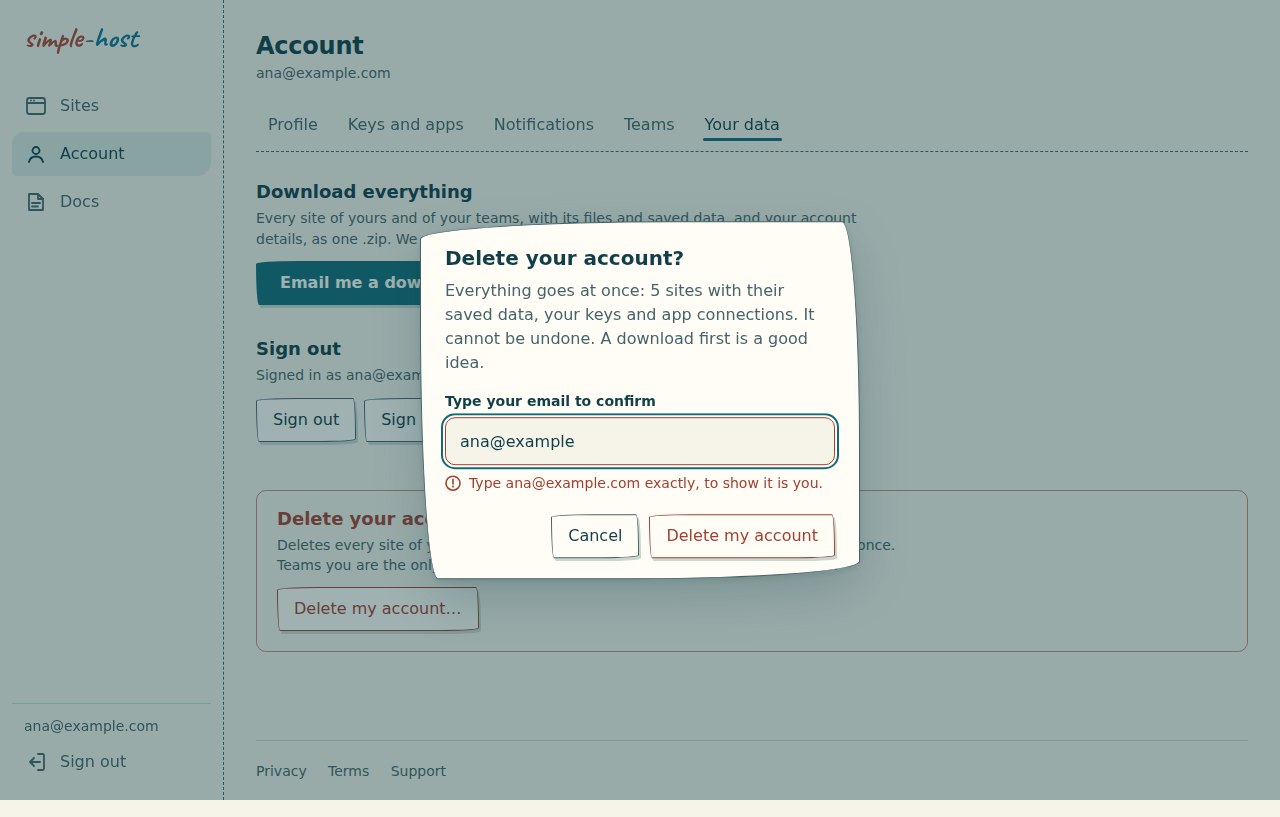 simple-host
Sites
Account
Docs
ana@example.com
Sign out
Account
ana@example.com
Profile
Keys and apps
Notifications
Teams
Your data
Download everything
Every site of yours and of your teams, with its files and saved data, and your account
details, as one .zip. We
Email me a dow
Sign out
Signed in as ana@exam
Sign out
Sign
Delete your acc
Deletes every site of y
once.
Teams you are the onl
Delete my account…
Delete your account?
Everything goes at once: 5 sites with their
saved data, your keys and app connections. It
cannot be undone. A download first is a good
idea.
Type your email to confirm
ana@example
Type ana@example.com exactly, to show it is you.
Cancel
Delete my account
Privacy
Terms
Support